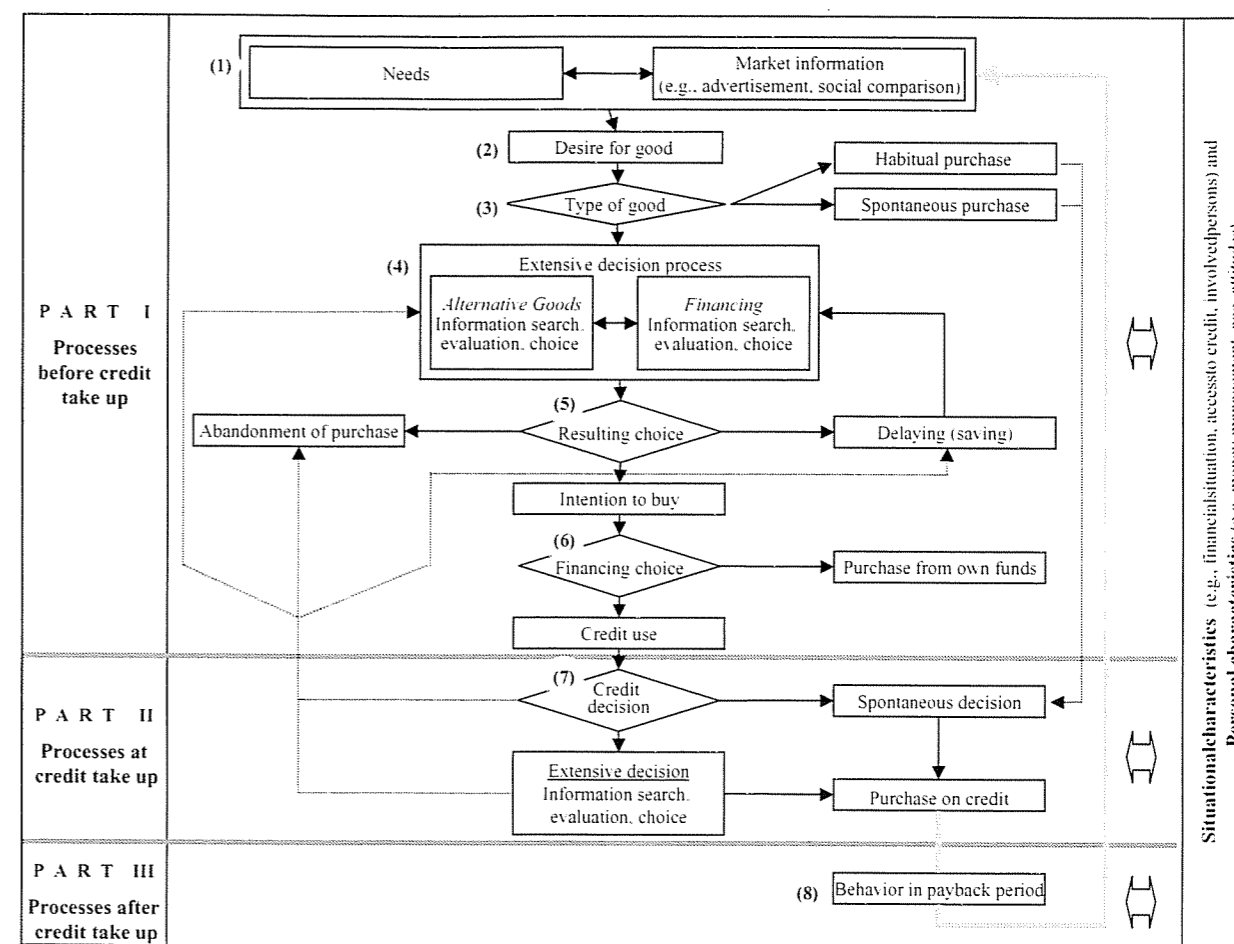 (1)
Needs
Market information
(e.g., advertisement, social comparison)
(2)
Desire for good
Habitual purchase
(3)
Type of good
Spontaneous purchase
(4)
Extensive decision process
Alternative Goods
Information search,
evaluation, choice
Financing
Information search,
evaluation, choice
PART I
Processes
before credit
take up
(5)
Abandonment of purchase
Resulting choice
Delaying (saving)
Intention to buy
(6)
Financing choice
Purchase from own funds
Credit use
(7)
Credit
decision
Spontaneous decision
PART II
Processes at
credit take up
Extensive decision
Information search,
evaluation, choice
Purchase on credit
PART III
Processes after
credit take up
(8)
Behavior in payback period
Situationalcharacteristics (e.g., financialsituation, accessto credit, involvedpersons) and
Personal characteristics